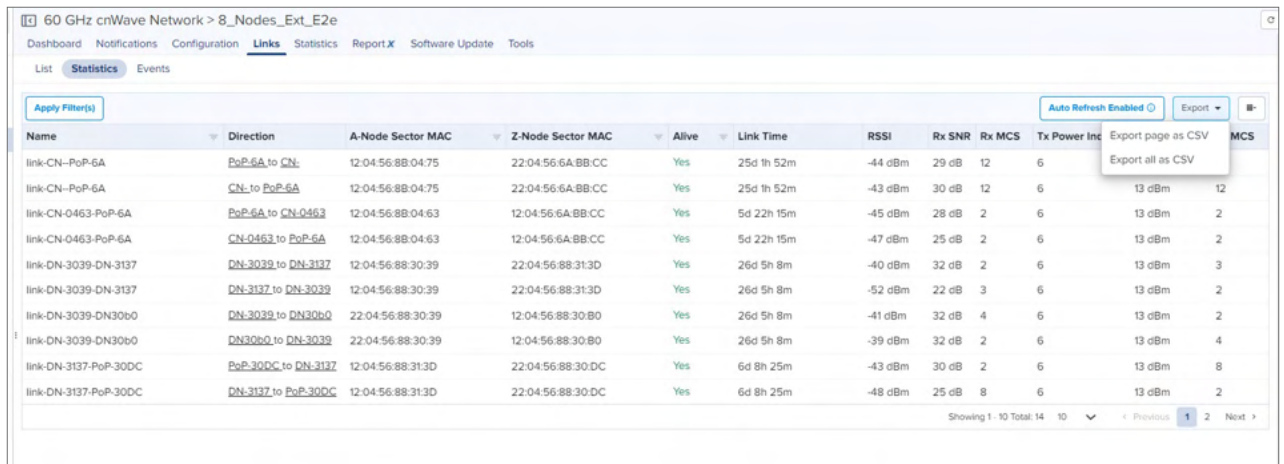 60 GHz cnWave Network > 8_Nodes_Ext_E2e
Dashboard Notifications Configuration Links Statistics Report X Software Update Tools
List Statistics Events
Apply Filter(s) Auto Refresh Enabled Export
Name Direction A-Node Sector MAC Z-Node Sector MAC Alive Link Time RSSI Rx SNR Rx MCS Tx Power Ind MCS
Export page as CSV
Export all as CSV
link-CN--PoP-6A PoP-6A to CN- 12:04:56:8B:04:75 22:04:56:6A:BB:CC Yes 25d 1h 52m -44 dBm 29 dB 12 6
link-CN--PoP-6A CN- to PoP-6A 12:04:56:8B:04:75 22:04:56:6A:BB:CC Yes 25d 1h 52m -43 dBm 30 dB 12 6 13 dBm 12
link-CN-0463-PoP-6A PoP-6A to CN-0463 12:04:56:8B:04:63 12:04:56:6A:BB:CC Yes 5d 22h 15m -45 dBm 28 dB 2 6 13 dBm 2
link-CN-0463-PoP-6A CN-0463 to PoP-6A 12:04:56:8B:04:63 12:04:56:6A:BB:CC Yes 5d 22h 15m -47 dBm 25 dB 2 6 13 dBm 2
link-DN-3039-DN-3137 DN-3039 to DN-3137 12:04:56:88:30:39 22:04:56:88:31:3D Yes 26d 5h 8m -40 dBm 32 dB 2 6 13 dBm 3
link-DN-3039-DN-3137 DN-3137 to DN-3039 12:04:56:88:30:39 22:04:56:88:31:3D Yes 26d 5h 8m -52 dBm 22 dB 3 6 13 dBm 2
link-DN-3039-DN30b0 DN-3039 to DN30b0 22:04:56:88:30:39 12:04:56:88:30:B0 Yes 26d 5h 8m -41 dBm 32 dB 4 6 13 dBm 2
link-DN-3039-DN30b0 DN30b0 to DN-3039 22:04:56:88:30:39 12:04:56:88:30:B0 Yes 26d 5h 8m -39 dBm 32 dB 2 6 13 dBm 4
link-DN-3137-PoP-30DC PoP-30DC to DN-3137 12:04:56:88:31:3D 22:04:56:88:30:DC Yes 6d 8h 25m -43 dBm 30 dB 2 6 13 dBm 8
link-DN-3137-PoP-30DC DN-3137 to PoP-30DC 12:04:56:88:31:3D 22:04:56:88:30:DC Yes 6d 8h 25m -48 dBm 25 dB 8 6 13 dBm 2
Showing 1 - 10 Total: 14 10 < Previous 1 2 Next >